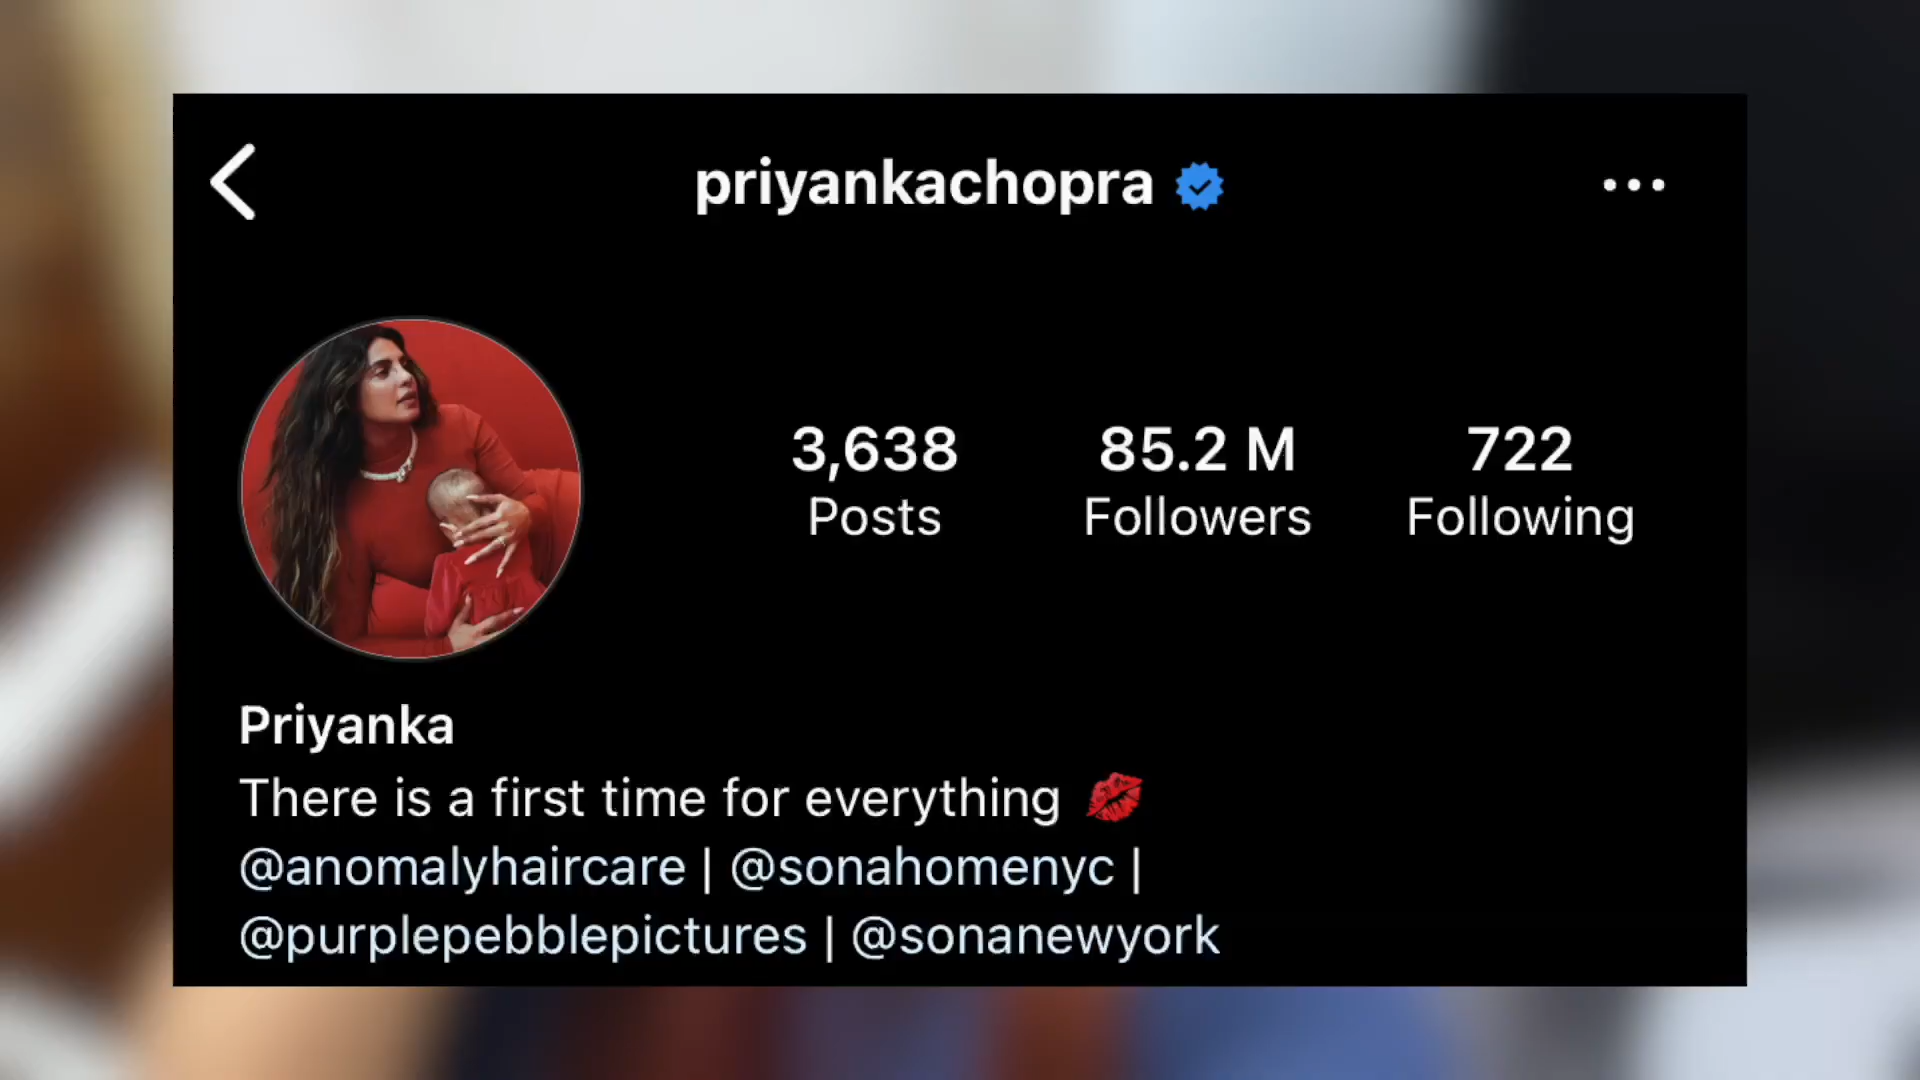 priyankachopra
3,638 85.2 M 722
Posts Followers Following
Priyanka
There is a first time for everything 💋
@anomalyhaircare | @sonahomenyc |
@purplepebblepictures | @sonanewyork